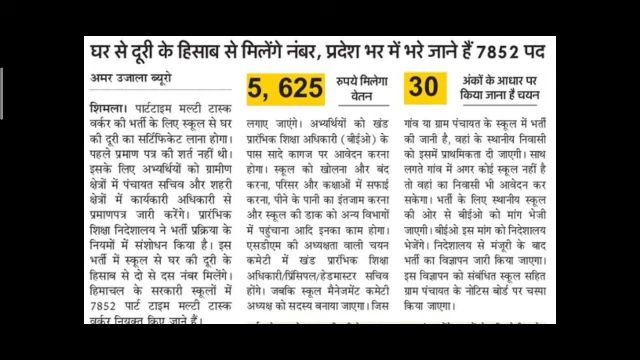 घर से दूरी के हिसाब से मिलेंगे नंबर, प्रदेश भर में भरे जाने हैं 7852 पद
अमर उजाला ब्यूरो
शिमला। पार्टटाइम मल्टी टास्क
वर्कर की भर्ती के लिए स्कूल से घर
की दूरी का सर्टिफिकेट लाना होगा।
पहले प्रमाण पत्र की शर्त नहीं थी।
इसके लिए अभ्यर्थियों को ग्रामीण
क्षेत्रों में पंचायत सचिव और शहरी
क्षेत्रों में कार्यकारी अधिकारी से
प्रमाणपत्र जारी करेंगे। प्रारंभिक
शिक्षा निदेशालय ने भर्ती प्रक्रिया के
नियमों में संशोधन किया है। इस
भर्ती में स्कूल से घर की दूरी के
हिसाब से दो से दस नंबर मिलेंगे।
हिमाचल के सरकारी स्कूलों में
7852 पार्ट टाइम मल्टी टास्क
वर्कर नियुक्त किए जाने हैं।
5, 625
रुपये मिलेगा
वेतन
लगाए जाएंगे। अभ्यर्थियों को खंड
प्रारंभिक शिक्षा अधिकारी (बीईओ) के
पास सादे कागज पर आवेदन करना
होगा। स्कूल को खोलना और बंद
करना, परिसर और कक्षाओं में सफाई
करना, पीने के पानी का इंतजाम करना
और स्कूल की डाक को अन्य विभागों
में पहुंचाना आदि इनका काम होगा।
एसडीएम की अध्यक्षता वाली चयन
कमेटी में खंड प्रारंभिक शिक्षा
अधिकारी/प्रिंसिपल/हेडमास्टर सचिव
होंगे। जबकि स्कूल मैनेजमेंट कमेटी
अध्यक्ष को सदस्य बनाया जाएगा। जिस
30
अंकों के आधार पर
किया जाना है चयन
गांव या ग्राम पंचायत के स्कूल में भर्ती
की जानी है, वहां के स्थानीय निवासी
को इसमें प्राथमिकता दी जाएगी। साथ
लगते गांव में अगर कोई स्कूल नहीं है
तो वहां का निवासी भी आवेदन कर
सकेगा। भर्ती के लिए स्थानीय स्कूल
की ओर से बीईओ को मांग भेजी
जाएगी। बीईओ इस मांग को निदेशालय
भेजेंगे। निदेशालय से मंजूरी के बाद
भर्ती का विज्ञापन जारी किया जाएगा।
इस विज्ञापन को संबंधित स्कूल सहित
ग्राम पंचायत के नोटिस बोर्ड पर चस्पा
किया जाएगा।